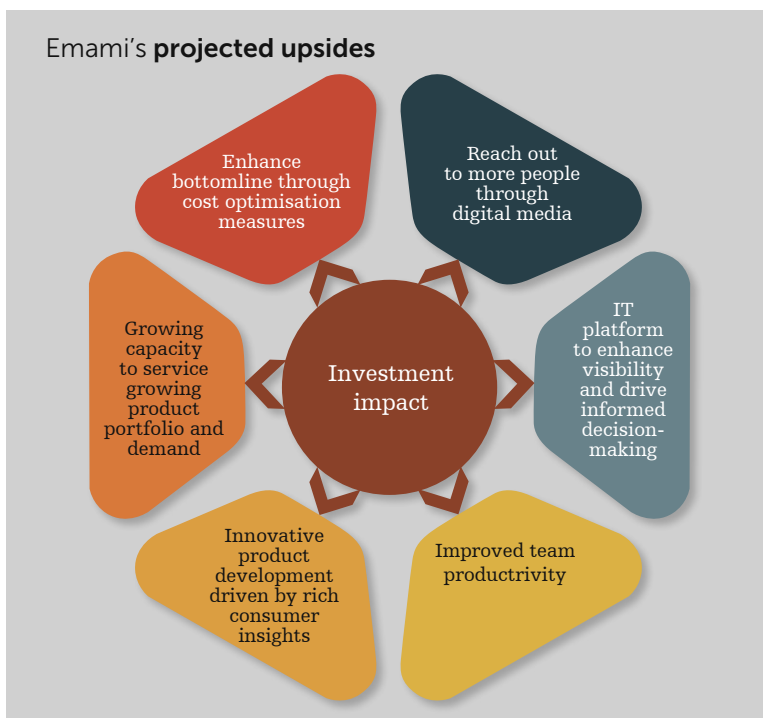 Emami's projected upsides
Enhance
bottomline through
cost optimisation
measures
Reach out
to more people
through
digital media
IT
platform
to enhance
visibility
and drive
informed
decision-
making
Improved team
productrivity
Innovative
product
development
driven by rich
consumer
insights
Growing
capacity
to service
growing
product
portfolio and
demand
Investment
impact